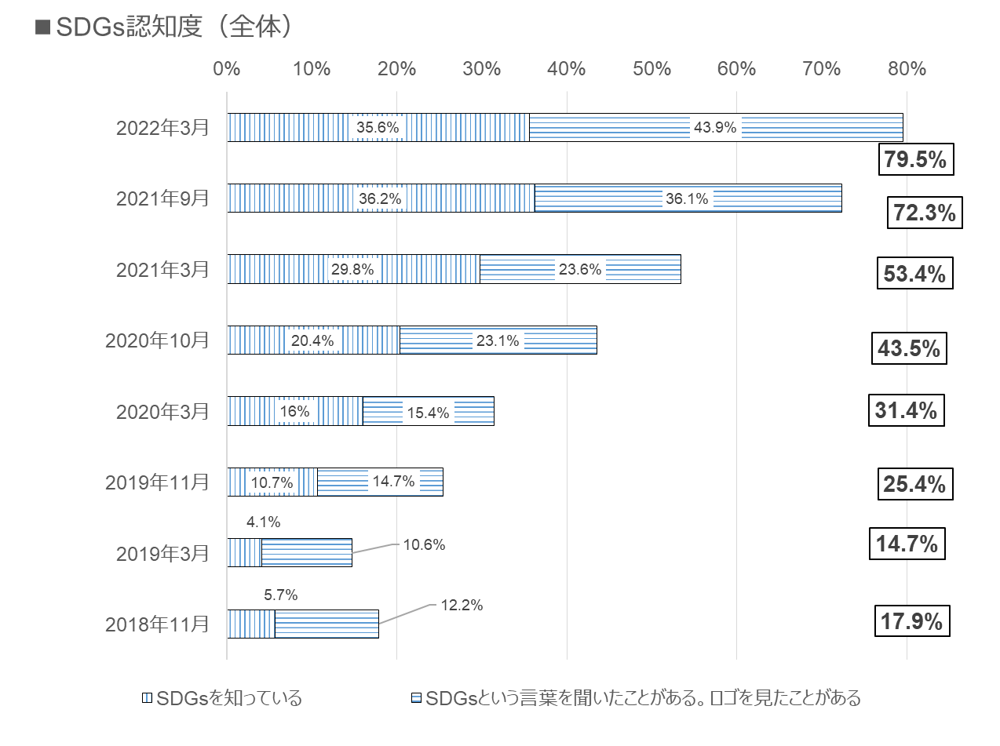 ■SDGs認知度（全体）
0% 10% 20% 30% 40% 50% 60% 70% 80%
2022年3月 35.6% 43.9% 79.5%
2021年9月 36.2% 36.1% 72.3%
2021年3月 29.8% 23.6% 53.4%
2020年10月 20.4% 23.1% 43.5%
2020年3月 16% 15.4% 31.4%
2019年11月 10.7% 14.7% 25.4%
4.1%
2019年3月 10.6% 14.7%
5.7%
2018年11月 12.2% 17.9%
SDGsを知っている SDGsという言葉を聞いたことがある。ロゴを見たことがある